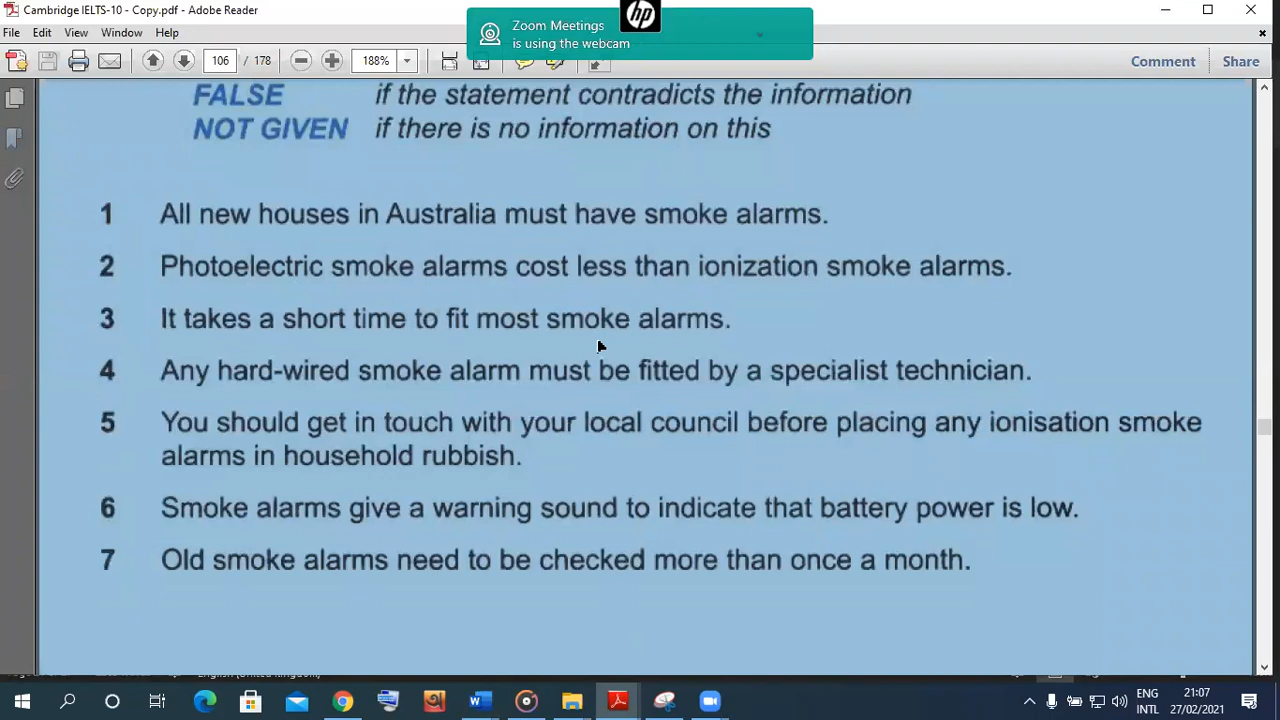 Cambridge IELTS-10 - Copy.pdf - Adobe Reader
File Edit View Window Help
Zoom Meetings
is using the webcam
hp
106 / 178
188%
Comment
Share
FALSE if the statement contradicts the information
NOT GIVEN if there is no information on this
1 All new houses in Australia must have smoke alarms.
2 Photoelectric smoke alarms cost less than ionization smoke alarms.
3 It takes a short time to fit most smoke alarms.
4 Any hard-wired smoke alarm must be fitted by a specialist technician.
5 You should get in touch with your local council before placing any ionisation smoke
alarms in household rubbish.
6 Smoke alarms give a warning sound to indicate that battery power is low.
7 Old smoke alarms need to be checked more than once a month.
ENG
INTL
21:07
27/02/2021